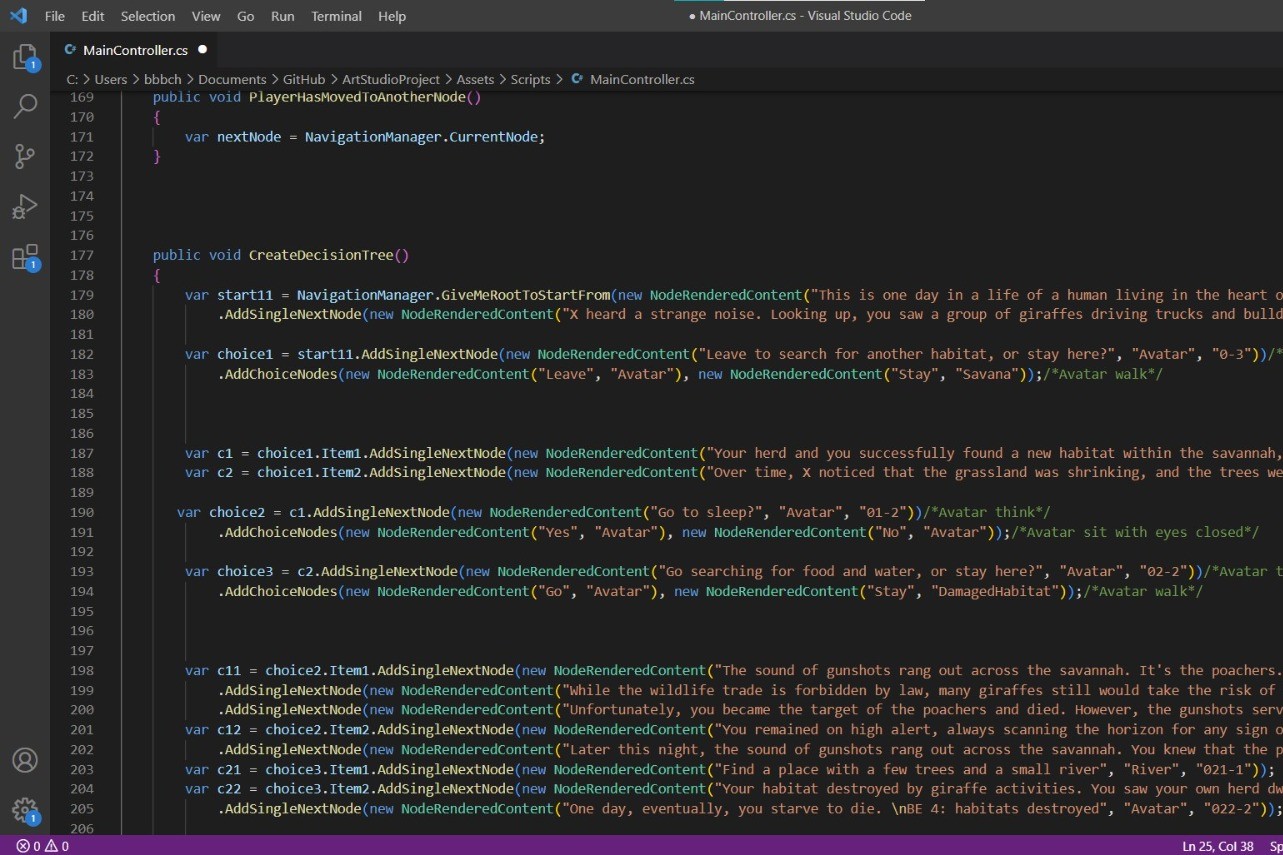 File Edit Selection View Go Run Terminal Help
● MainController.cs - Visual Studio Code
1
C# MainController.cs ●
C: > Users > bbbch > Documents > GitHub > ArtStudioProject > Assets > Scripts > C# MainController.cs
169 public void PlayerHasMovedToAnotherNode()
170 {
171 var nextNode = NavigationManager.CurrentNode;
172 }
173
174
175
176
177 public void CreateDecisionTree()
178 {
179 var start11 = NavigationManager.GiveMeRootToStartFrom(new NodeRenderedContent("This is one day in a life of a human living in the heart o
180 .AddSingleNextNode(new NodeRenderedContent("X heard a strange noise. Looking up, you saw a group of giraffes driving trucks and bulld
181
182 var choice1 = start11.AddSingleNextNode(new NodeRenderedContent("Leave to search for another habitat, or stay here?", "Avatar", "0-3"))/*
183 .AddChoiceNodes(new NodeRenderedContent("Leave", "Avatar"), new NodeRenderedContent("Stay", "Savana"));/*Avatar walk*/
184
185
186
187 var c1 = choice1.Item1.AddSingleNextNode(new NodeRenderedContent("Your herd and you successfully found a new habitat within the savannah,
188 var c2 = choice1.Item2.AddSingleNextNode(new NodeRenderedContent("Over time, X noticed that the grassland was shrinking, and the trees we
189
190 var choice2 = c1.AddSingleNextNode(new NodeRenderedContent("Go to sleep?", "Avatar", "01-2"))/*Avatar think*/
191 .AddChoiceNodes(new NodeRenderedContent("Yes", "Avatar"), new NodeRenderedContent("No", "Avatar"));/*Avatar sit with eyes closed*/
192
193 var choice3 = c2.AddSingleNextNode(new NodeRenderedContent("Go searching for food and water, or stay here?", "Avatar", "02-2"))/*Avatar t
194 .AddChoiceNodes(new NodeRenderedContent("Go", "Avatar"), new NodeRenderedContent("Stay", "DamagedHabitat"));/*Avatar walk*/
195
196
197
198 var c11 = choice2.Item1.AddSingleNextNode(new NodeRenderedContent("The sound of gunshots rang out across the savannah. It's the poachers.
199 .AddSingleNextNode(new NodeRenderedContent("While the wildlife trade is forbidden by law, many giraffes still would take the risk of
200 .AddSingleNextNode(new NodeRenderedContent("Unfortunately, you became the target of the poachers and died. However, the gunshots serv
201 var c12 = choice2.Item2.AddSingleNextNode(new NodeRenderedContent("You remained on high alert, always scanning the horizon for any sign o
202 .AddSingleNextNode(new NodeRenderedContent("Later this night, the sound of gunshots rang out across the savannah. You knew that the p
203 var c21 = choice3.Item1.AddSingleNextNode(new NodeRenderedContent("Find a place with a few trees and a small river", "River", "021-1"));
204 var c22 = choice3.Item2.AddSingleNextNode(new NodeRenderedContent("Your habitat destroyed by giraffe activities. You saw your own herd dw
205 .AddSingleNextNode(new NodeRenderedContent("One day, eventually, you starve to die. \nBE 4: habitats destroyed", "Avatar", "022-2"));
206
1
1
0 0 Ln 25, Col 38 Sp